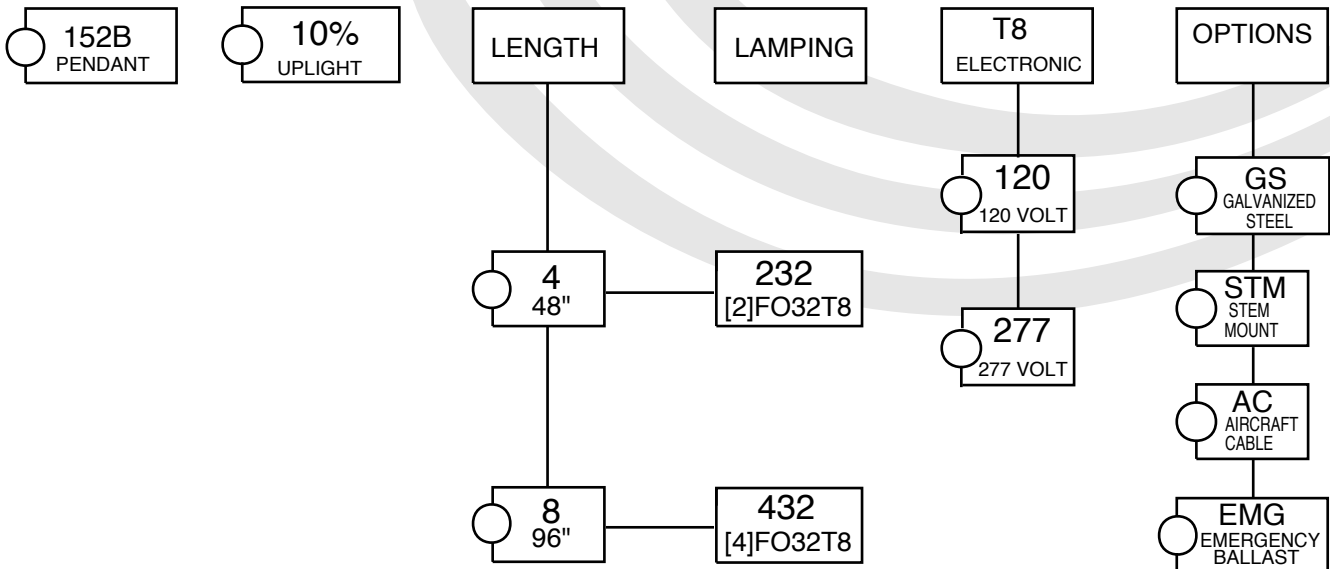 152B
PENDANT
10%
UPLIGHT
LENGTH
LAMPING
T8
ELECTRONIC
OPTIONS
120
120 VOLT
GS
GALVANIZED
STEEL
4
48"
232
[2]FO32T8
277
277 VOLT
STM
STEM
MOUNT
AC
AIRCRAFT
CABLE
8
96"
432
[4]FO32T8
EMG
EMERGENCY
BALLAST